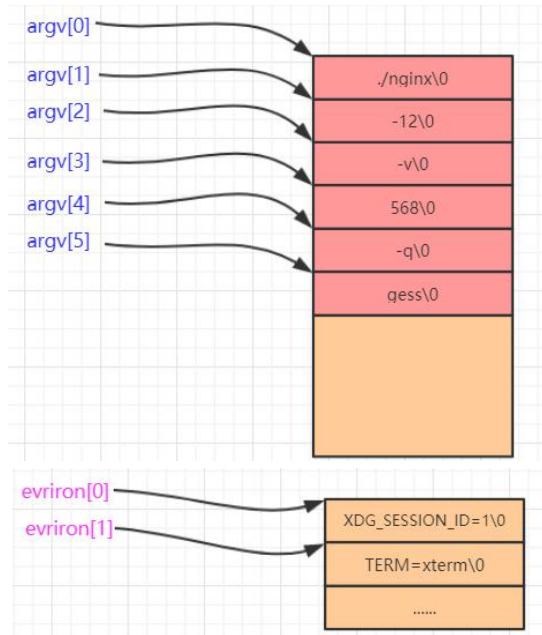 argv[0]
./nginx\0
argv[1]
-12\0
argv[2]
-v\0
argv[3]
568\0
argv[4]
-q\0
argv[5]
gess\0
evriron[0]
XDG_SESSION_ID=1\0
evriron[1]
TERM=xterm\0
......